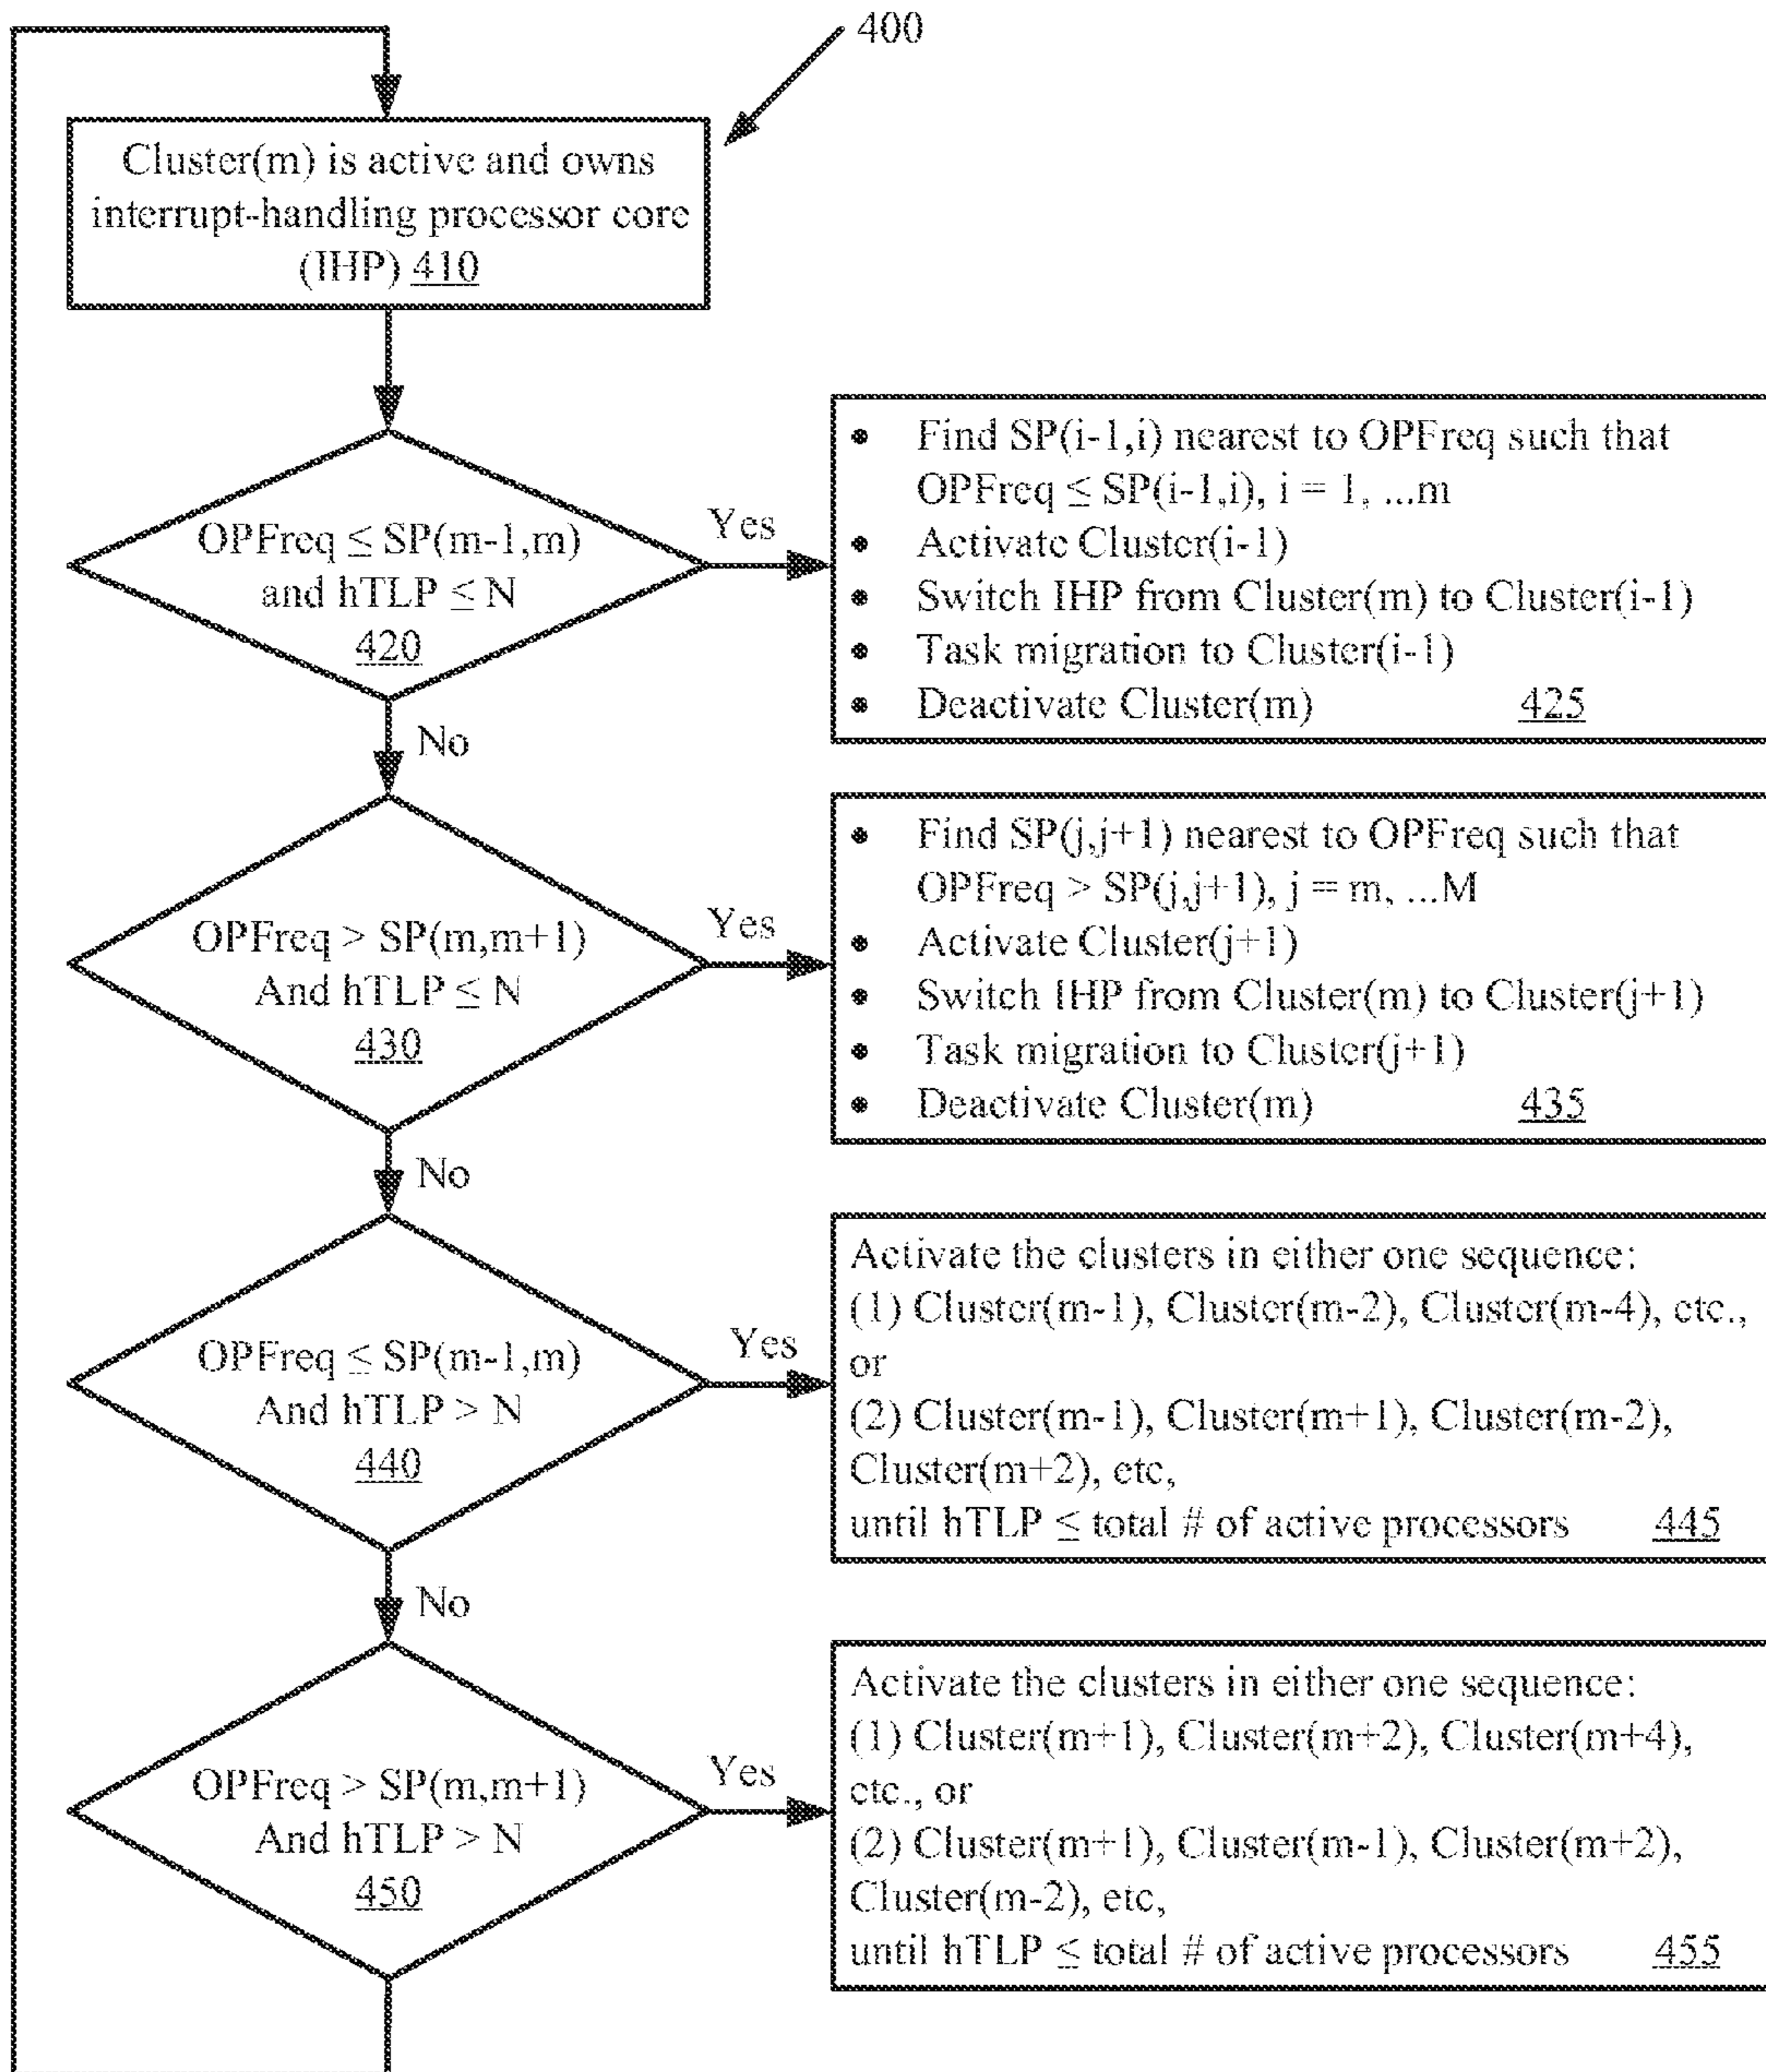 400
Cluster(m) is active and owns
interrupt-handling processor core
(IHP) 410
OPFreq ≤ SP(m-1,m)
and hTLP ≤ N
420
Yes
No
• Find SP(i-1,i) nearest to OPFreq such that
OPFreq ≤ SP(i-1,i), i = 1, ...m
• Activate Cluster(i-1)
• Switch IHP from Cluster(m) to Cluster(i-1)
• Task migration to Cluster(i-1)
• Deactivate Cluster(m) 425
OPFreq > SP(m,m+1)
And hTLP ≤ N
430
Yes
No
• Find SP(j,j+1) nearest to OPFreq such that
OPFreq > SP(j,j+1), j = m, ...M
• Activate Cluster(j+1)
• Switch IHP from Cluster(m) to Cluster(j+1)
• Task migration to Cluster(j+1)
• Deactivate Cluster(m) 435
OPFreq ≤ SP(m-1,m)
And hTLP > N
440
Yes
No
Activate the clusters in either one sequence:
(1) Cluster(m-1), Cluster(m-2), Cluster(m-4), etc.,
or
(2) Cluster(m-1), Cluster(m+1), Cluster(m-2),
Cluster(m+2), etc,
until hTLP ≤ total # of active processors 445
OPFreq > SP(m,m+1)
And hTLP > N
450
Yes
Activate the clusters in either one sequence:
(1) Cluster(m+1), Cluster(m+2), Cluster(m+4),
etc., or
(2) Cluster(m+1), Cluster(m-1), Cluster(m+2),
Cluster(m-2), etc,
until hTLP ≤ total # of active processors 455